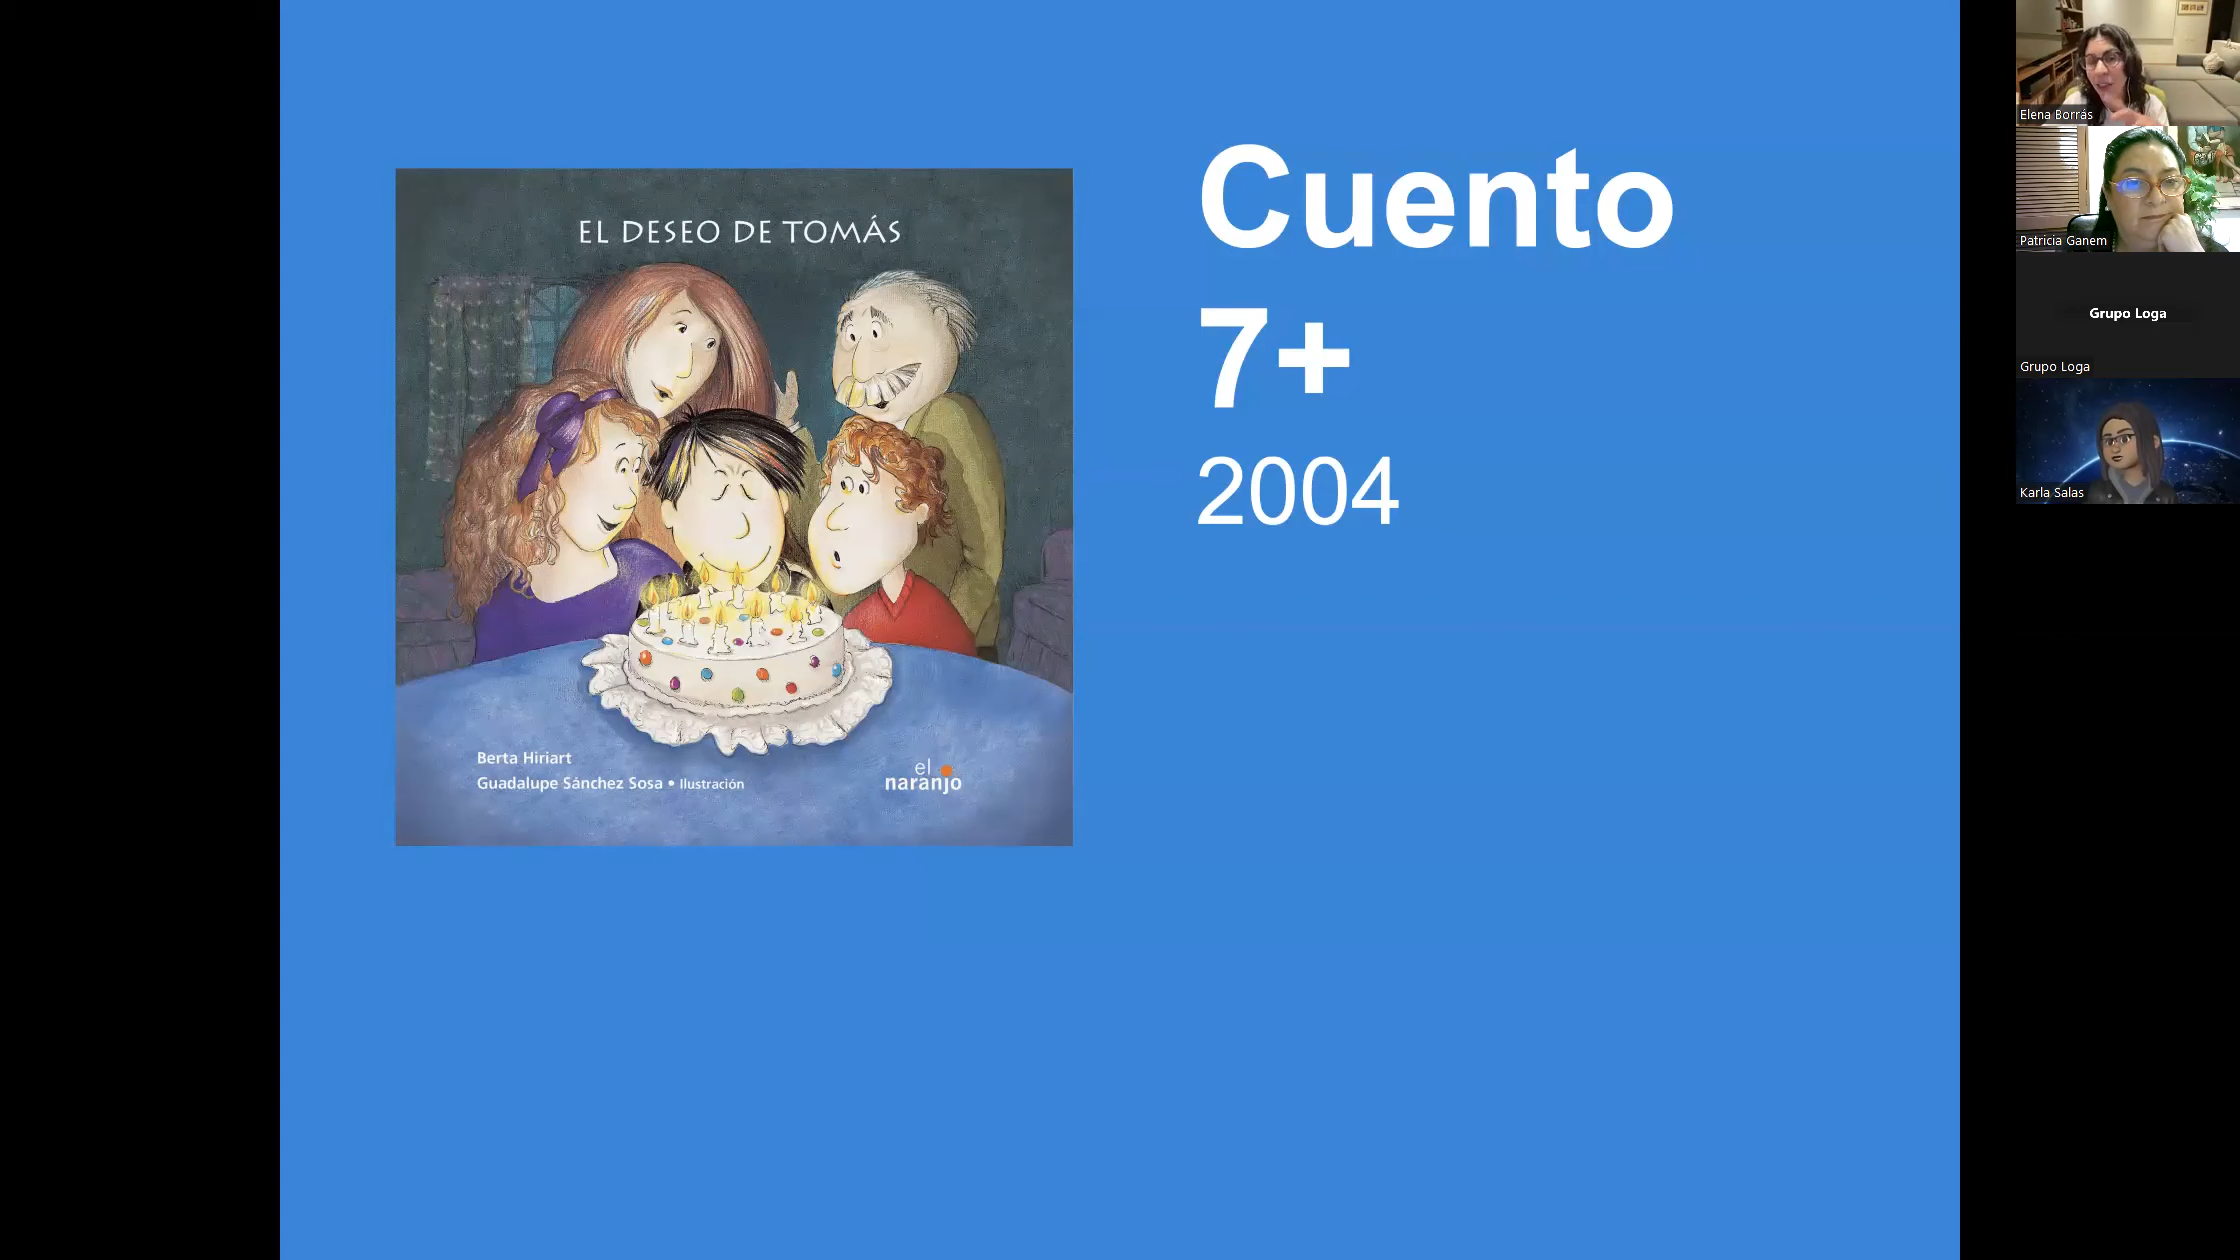 EL DESEO DE TOMÁS
Berta Hiriart
Guadalupe Sánchez Sosa • Ilustración
el
naranjo
Cuento
7+
2004
Elena Borrás
Patricia Ganem
Grupo Loga
Grupo Loga
Karla Salas